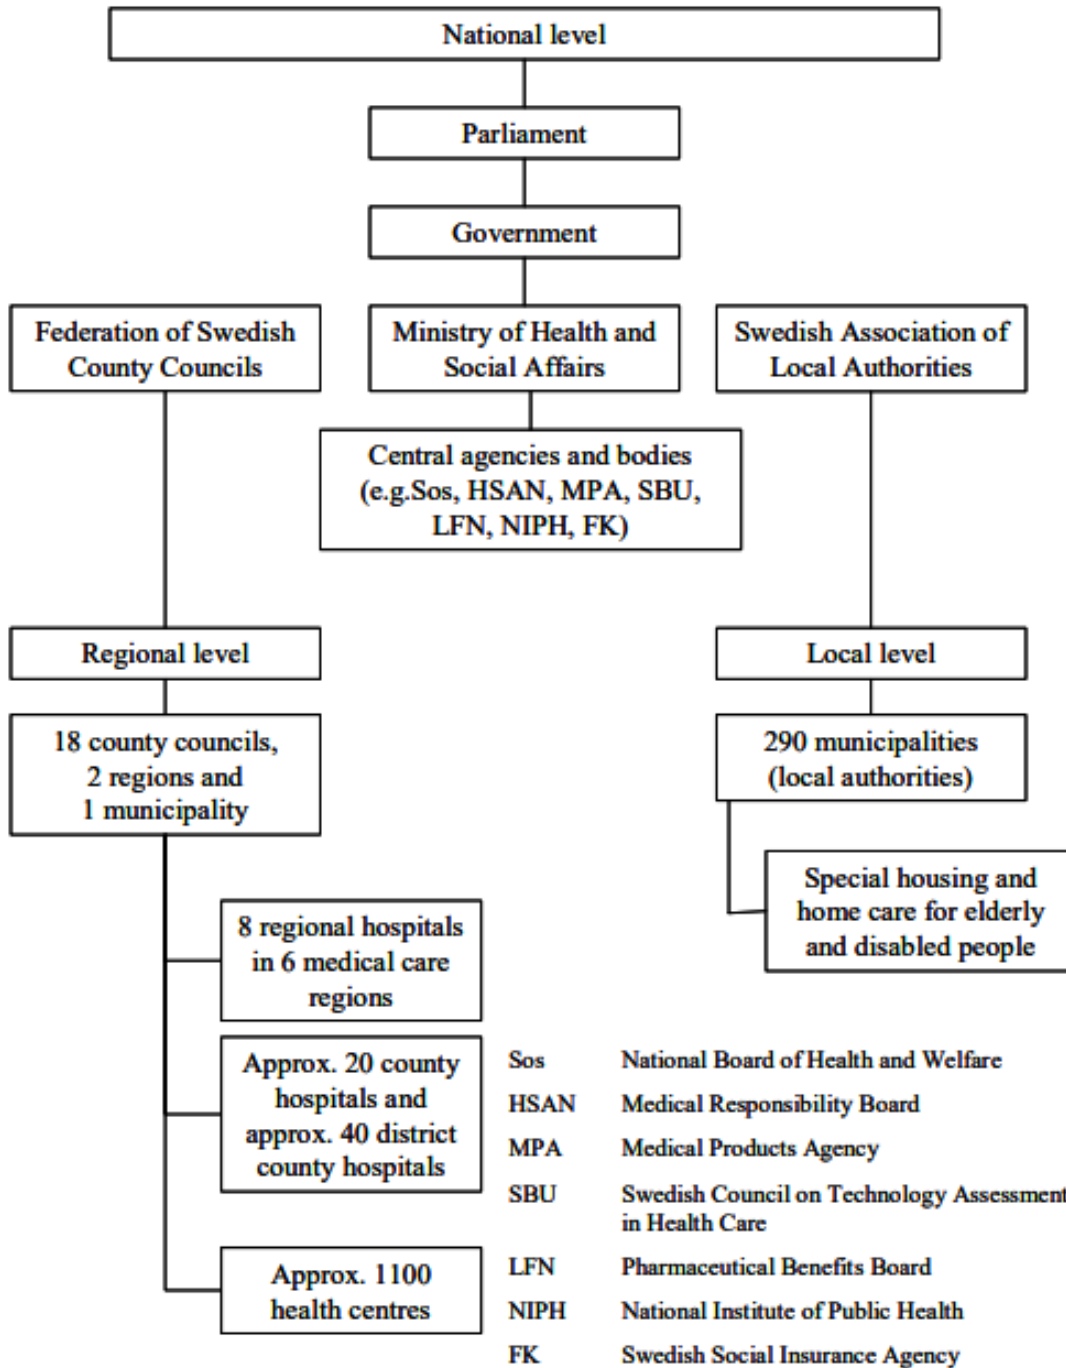 National level
Parliament
Government
Federation of Swedish
County Councils
Ministry of Health and
Social Affairs
Swedish Association of
Local Authorities
Central agencies and bodies
(e.g.Sos, HSAN, MPA, SBU,
LFN, NIPH, FK)
Regional level
Local level
18 county councils,
2 regions and
1 municipality
290 municipalities
(local authorities)
Special housing and
home care for elderly
and disabled people
8 regional hospitals
in 6 medical care
regions
Approx. 20 county
hospitals and
approx. 40 district
county hospitals
Approx. 1100
health centres
Sos National Board of Health and Welfare
HSAN Medical Responsibility Board
MPA Medical Products Agency
SBU Swedish Council on Technology Assessment
in Health Care
LFN Pharmaceutical Benefits Board
NIPH National Institute of Public Health
FK Swedish Social Insurance Agency